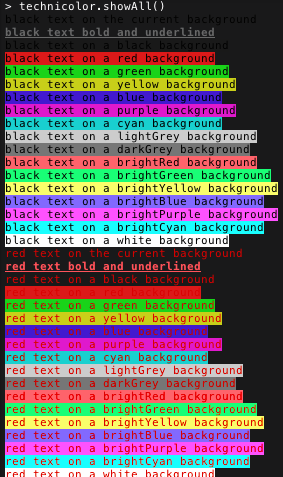 > technicolor.showAll()
black text on the current background
black text bold and underlined
black text on a black background
black text on a red background
black text on a green background
black text on a yellow background
black text on a blue background
black text on a purple background
black text on a cyan background
black text on a lightGrey background
black text on a darkGrey background
black text on a brightRed background
black text on a brightGreen background
black text on a brightYellow background
black text on a brightBlue background
black text on a brightPurple background
black text on a brightCyan background
black text on a white background
red text on the current background
red text bold and underlined
red text on a black background
red text on a red background
red text on a green background
red text on a yellow background
red text on a blue background
red text on a purple background
red text on a cyan background
red text on a lightGrey background
red text on a darkGrey background
red text on a brightRed background
red text on a brightGreen background
red text on a brightYellow background
red text on a brightBlue background
red text on a brightPurple background
red text on a brightCyan background
red text on a white background